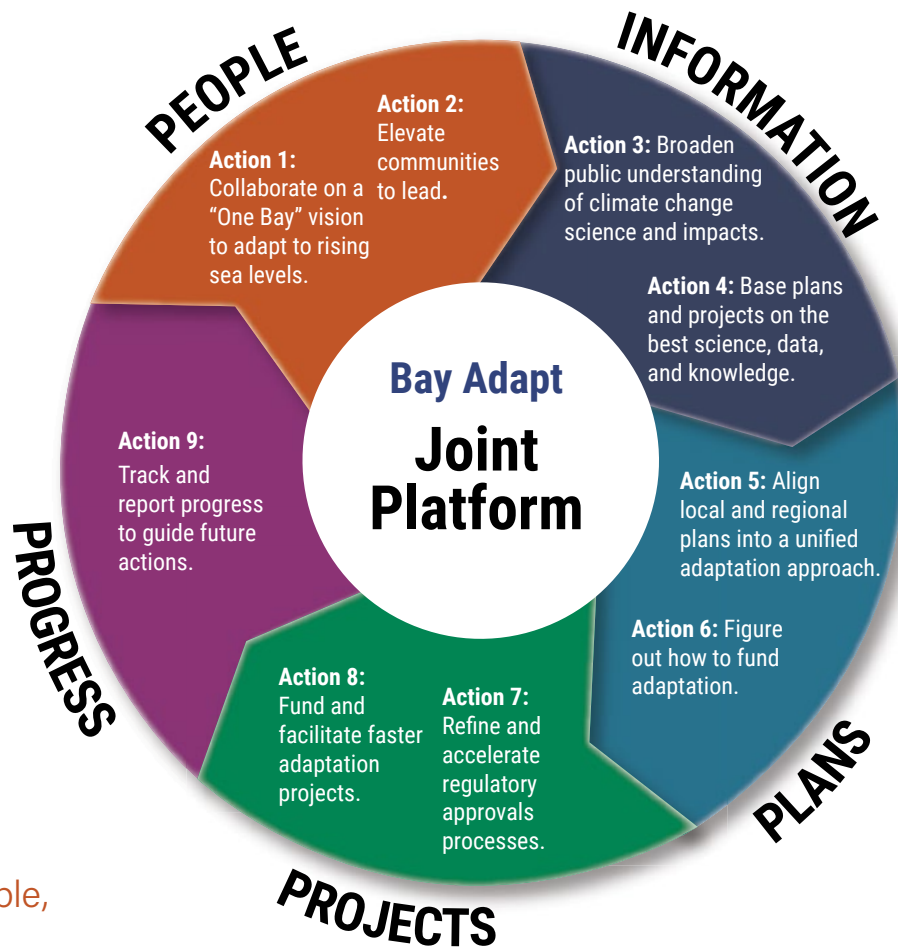 PEOPLE
Action 1:
Collaborate on a
“One Bay” vision
to adapt to rising
sea levels.
Action 2:
Elevate
communities
to lead.
INFORMATION
Action 3: Broaden
public understanding
of climate change
science and impacts.
Action 4: Base plans
and projects on the
best science, data,
and knowledge.
Bay Adapt
Joint
Platform
Action 5: Align
local and regional
plans into a unified
adaptation approach.
Action 6: Figure
out how to fund
adaptation.
PLANS
Action 7:
Refine and
accelerate
regulatory
approvals
processes.
Action 8:
Fund and
facilitate faster
adaptation
projects.
PROJECTS
Action 9:
Track and
report progress
to guide future
actions.
PROGRESS